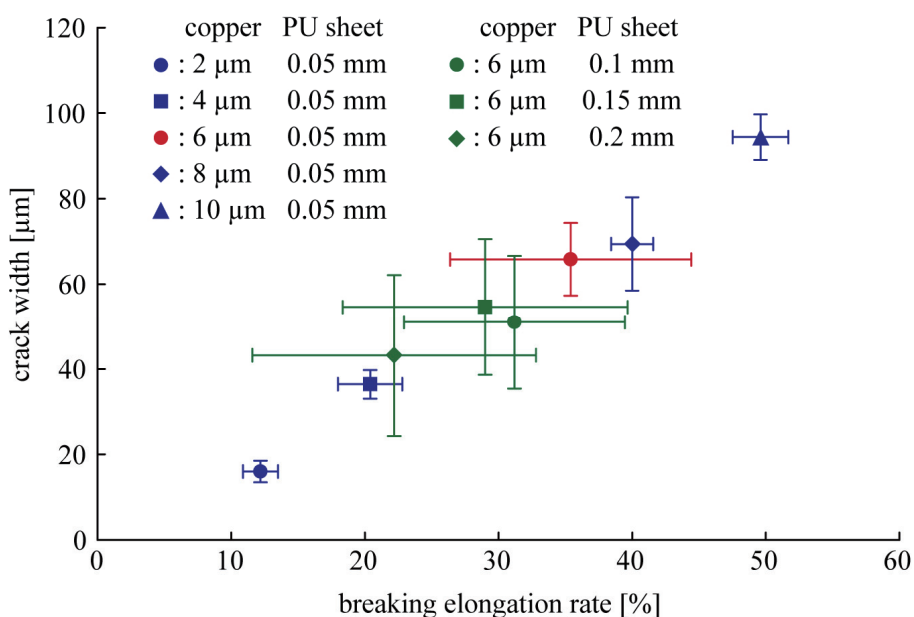 120
100
80
60
40
20
0
crack width [µm]
copper PU sheet
: 2 µm 0.05 mm
: 4 µm 0.05 mm
: 6 µm 0.05 mm
: 8 µm 0.05 mm
: 10 µm 0.05 mm
copper PU sheet
: 6 µm 0.1 mm
: 6 µm 0.15 mm
: 6 µm 0.2 mm
0 10 20 30 40 50 60
breaking elongation rate [%]